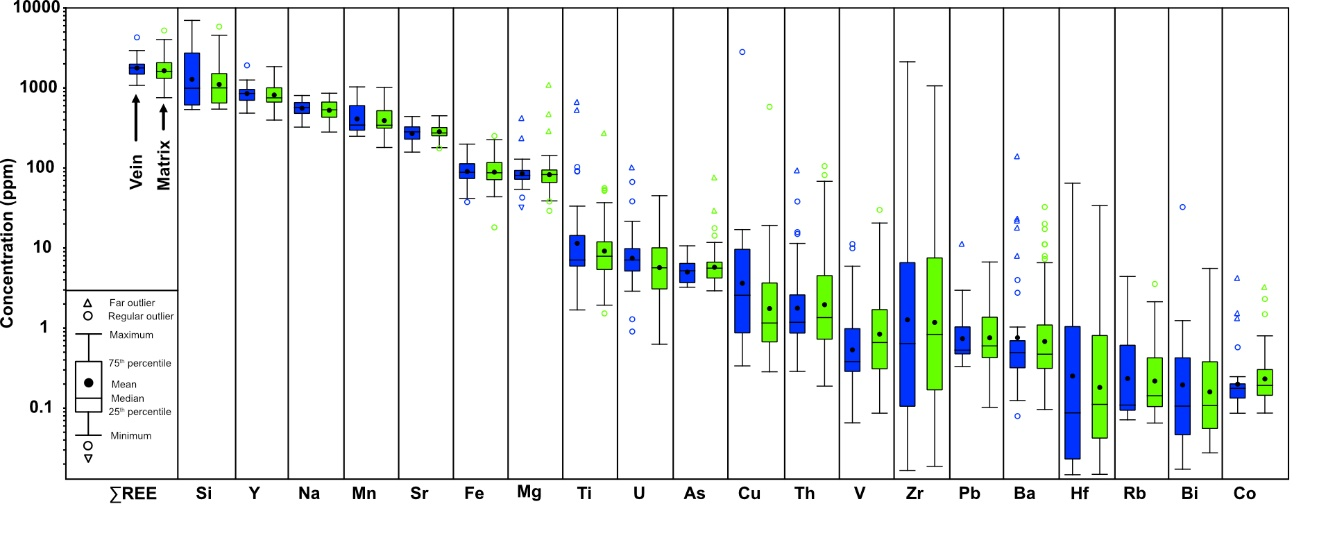 10000
1000
100
10
1
0.1
Concentration (ppm)
Vein
Matrix
Far outlier
Regular outlier
Maximum
75th percentile
Mean
Median
25th percentile
Minimum
∑REE Si Y Na Mn Sr Fe Mg Ti U As Cu Th V Zr Pb Ba Hf Rb Bi Co